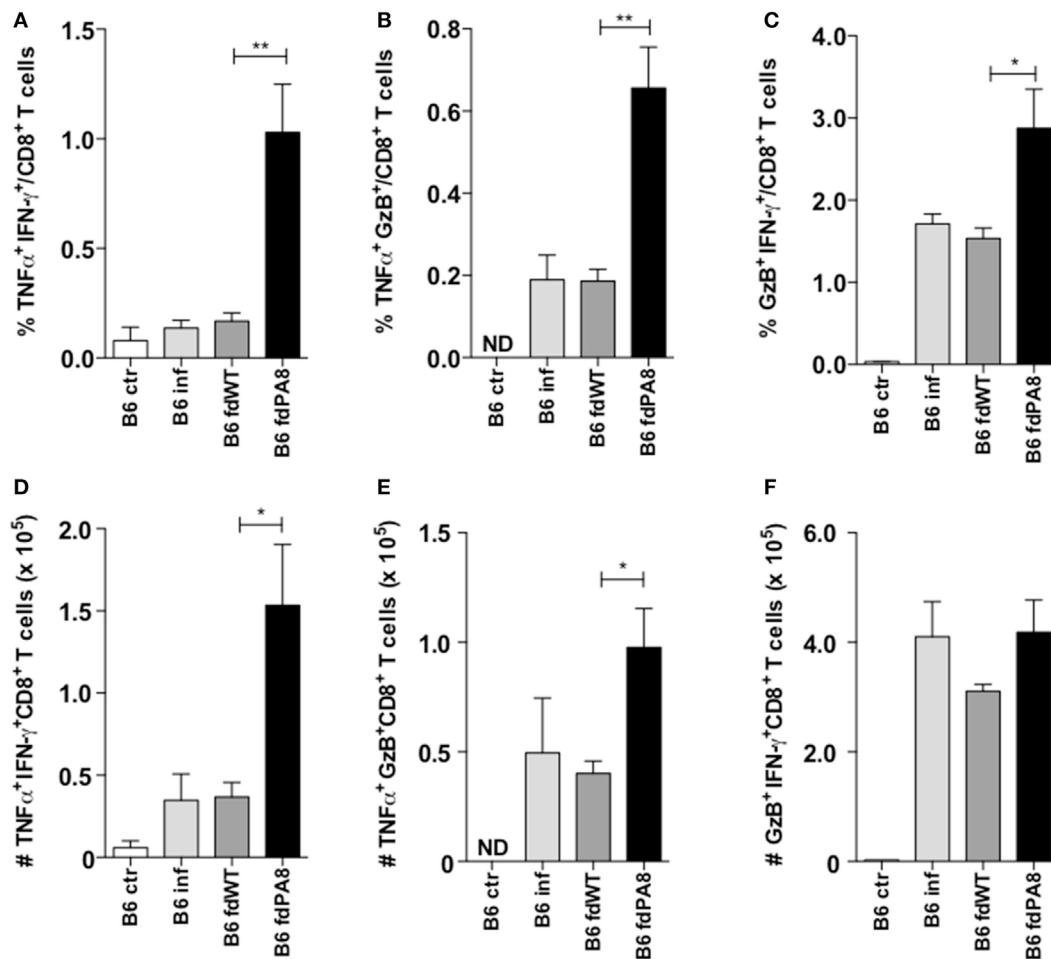 A
% TNFα⁺ IFN-γ⁺/CD8⁺ T cells
1.5
1.0
0.5
0.0
**
B6 ctr
B6 inf
B6 fdWT
B6 fdPA8
B
% TNFα⁺ GzB⁺/CD8⁺ T cells
0.8
0.6
0.4
0.2
0.0
**
ND
B6 ctr
B6 inf
B6 fdWT
B6 fdPA8
C
% GzB⁺ IFN-γ⁺/CD8⁺ T cells
4.0
3.0
2.0
1.0
0.0
*
B6 ctr
B6 inf
B6 fdWT
B6 fdPA8
D
# TNFα⁺ IFN-γ⁺CD8⁺ T cells (x 10⁵)
2.0
1.5
1.0
0.5
0
*
B6 ctr
B6 inf
B6 fdWT
B6 fdPA8
E
# TNFα⁺ GzB⁺CD8⁺ T cells (x 10⁵)
1.5
1.0
0.5
0
*
ND
B6 ctr
B6 inf
B6 fdWT
B6 fdPA8
F
# GzB⁺ IFN-γ⁺CD8⁺ T cells (x 10⁵)
6.0
4.0
2.0
0
B6 ctr
B6 inf
B6 fdWT
B6 fdPA8